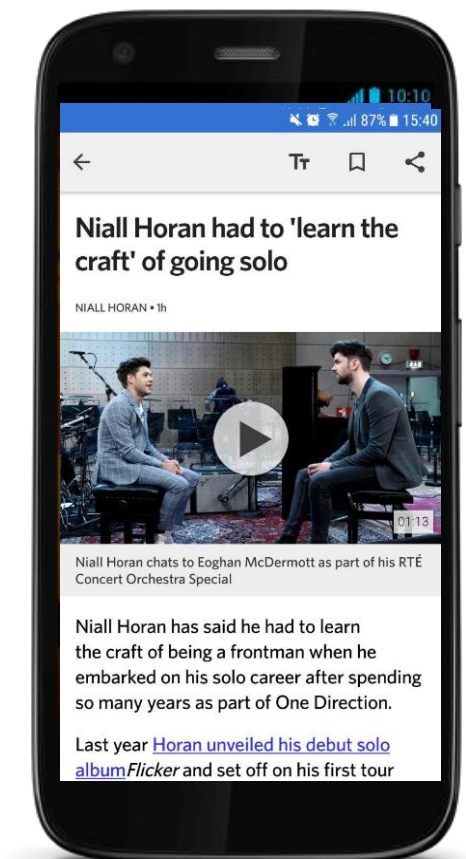 10:10
87% 15:40
TT
Niall Horan had to 'learn the
craft' of going solo
NIALL HORAN • 1h
01:13
Niall Horan chats to Eoghan McDermott as part of his RTÉ
Concert Orchestra Special
Niall Horan has said he had to learn
the craft of being a frontman when he
embarked on his solo career after spending
so many years as part of One Direction.
Last year Horan unveiled his debut solo
albumFlicker and set off on his first tour